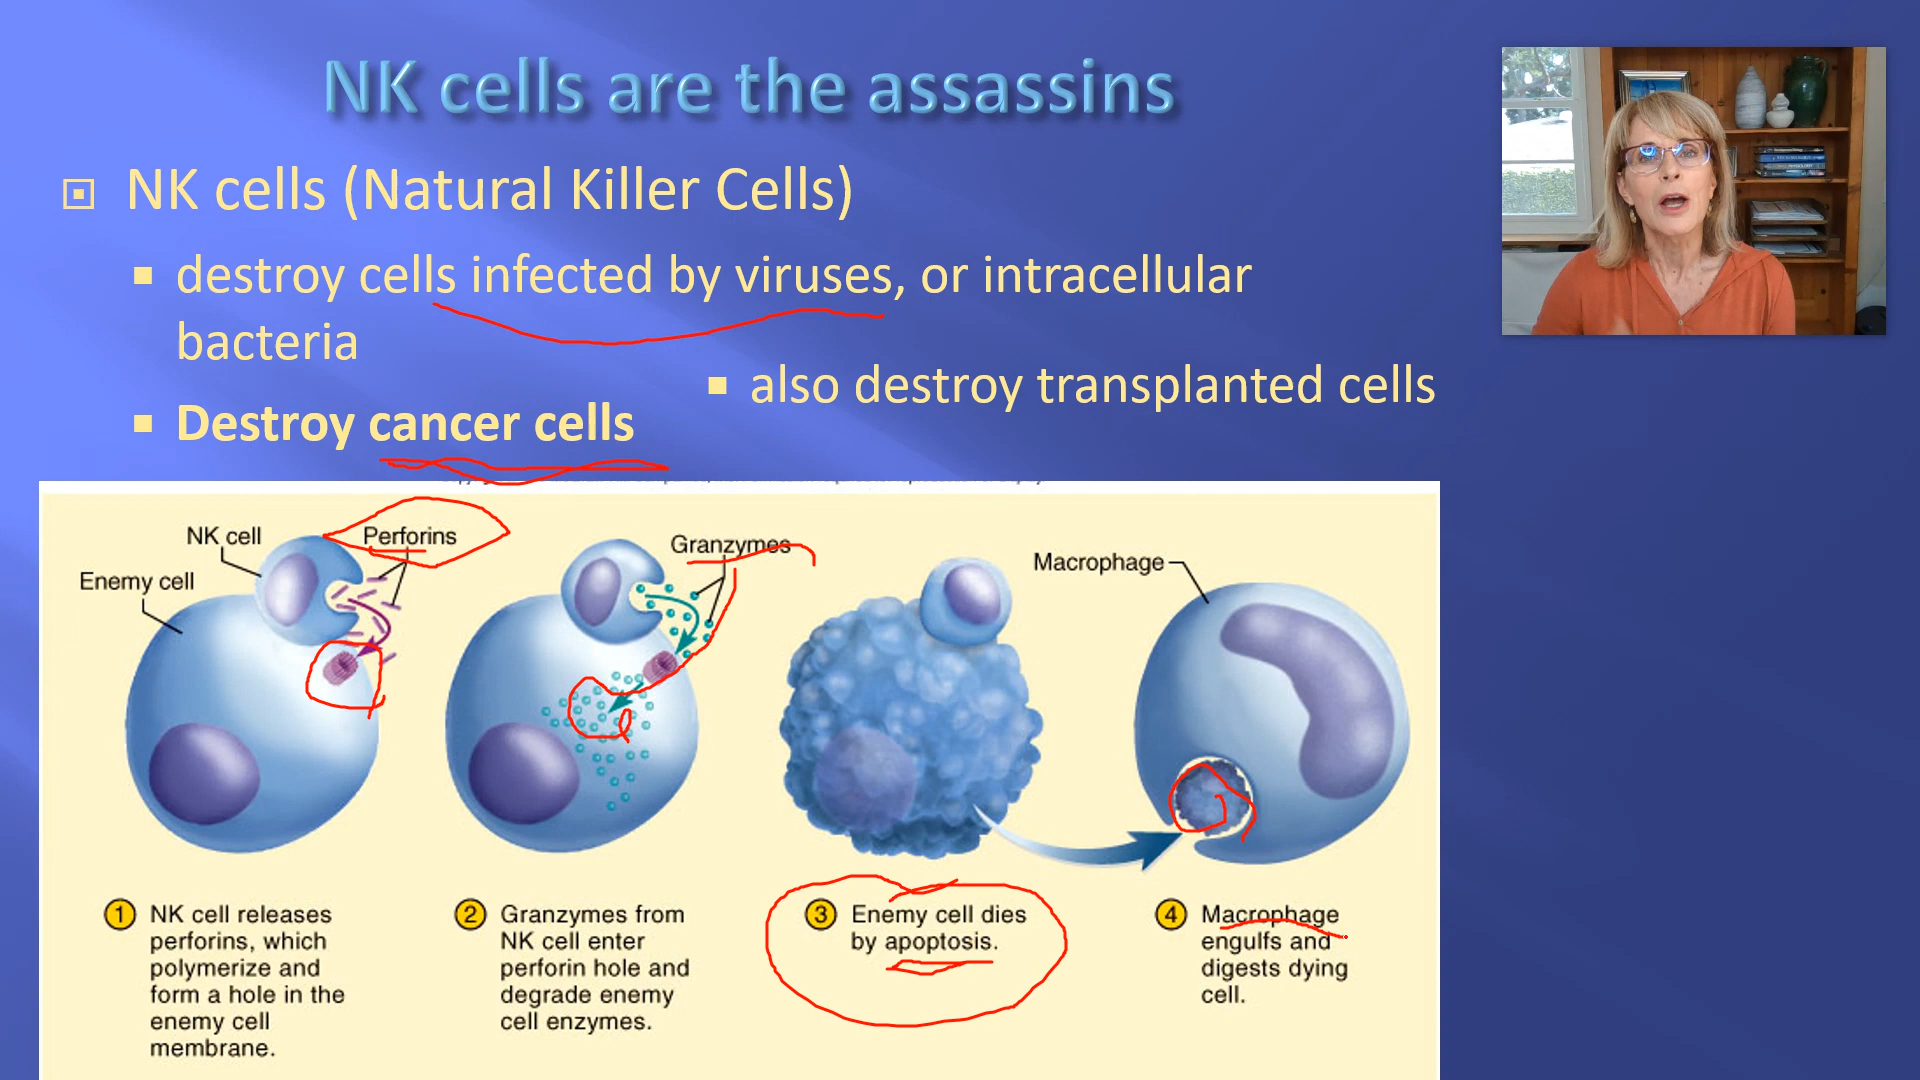 NK cells are the assassins
NK cells (Natural Killer Cells)
destroy cells infected by viruses, or intracellular
bacteria
also destroy transplanted cells
Destroy cancer cells
NK cell
Perforins
Enemy cell
Granzymes
Macrophage
1 NK cell releases
perforins, which
polymerize and
form a hole in the
enemy cell
membrane.
2 Granzymes from
NK cell enter
perforin hole and
degrade enemy
cell enzymes.
3 Enemy cell dies
by apoptosis.
4 Macrophage
engulfs and
digests dying
cell.